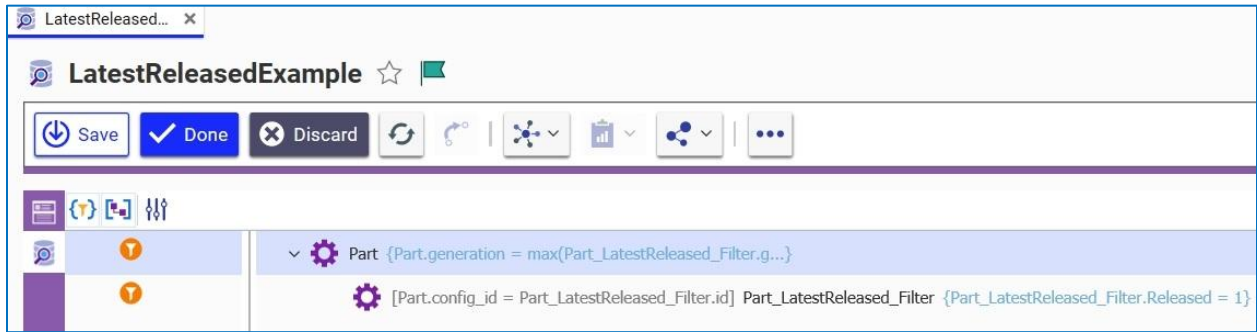 LatestReleased...
LatestReleasedExample
Save Done Discard
Part {Part.generation = max(Part_LatestReleased_Filter.g...}
[Part.config_id = Part_LatestReleased_Filter.id] Part_LatestReleased_Filter {Part_LatestReleased_Filter.Released = 1}